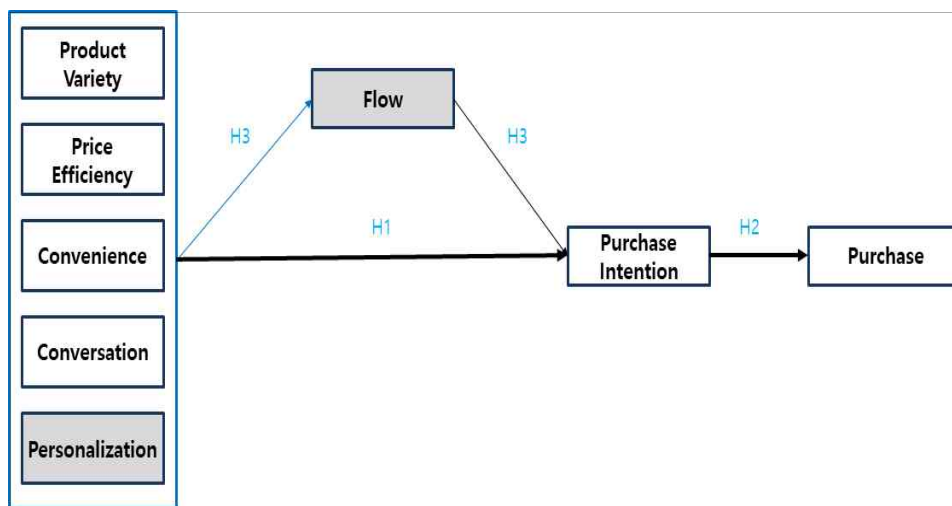 Product
Variety
Price
Efficiency
Convenience
Conversation
Personalization
Flow
H3
H3
H1
Purchase
Intention
H2
Purchase